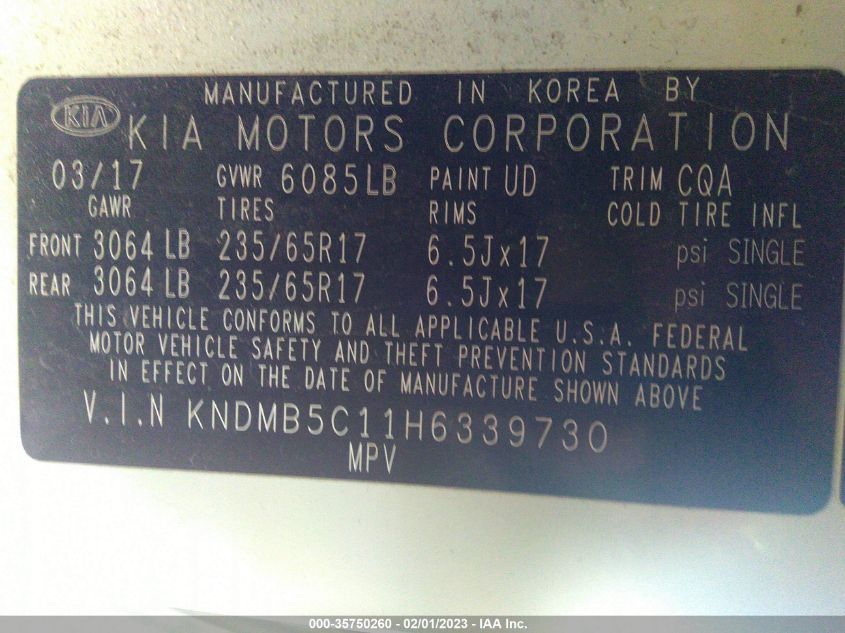 MANUFACTURED IN KOREA BY
KIA KIA MOTORS CORPORATION
03/17 GVWR 6085LB PAINT UD TRIM CQA
GAWR TIRES RIMS COLD TIRE INFL
FRONT 3064 LB 235/65R17 6.5Jx17 psi SINGLE
REAR 3064 LB 235/65R17 6.5Jx17 psi SINGLE
THIS VEHICLE CONFORMS TO ALL APPLICABLE U.S.A. FEDERAL
MOTOR VEHICLE SAFETY AND THEFT PREVENTION STANDARDS
IN EFFECT ON THE DATE OF MANUFACTURE SHOWN ABOVE
V.I.N KNDMB5C11H6339730
MPV
000-35750260 - 02/01/2023 - IAA Inc.